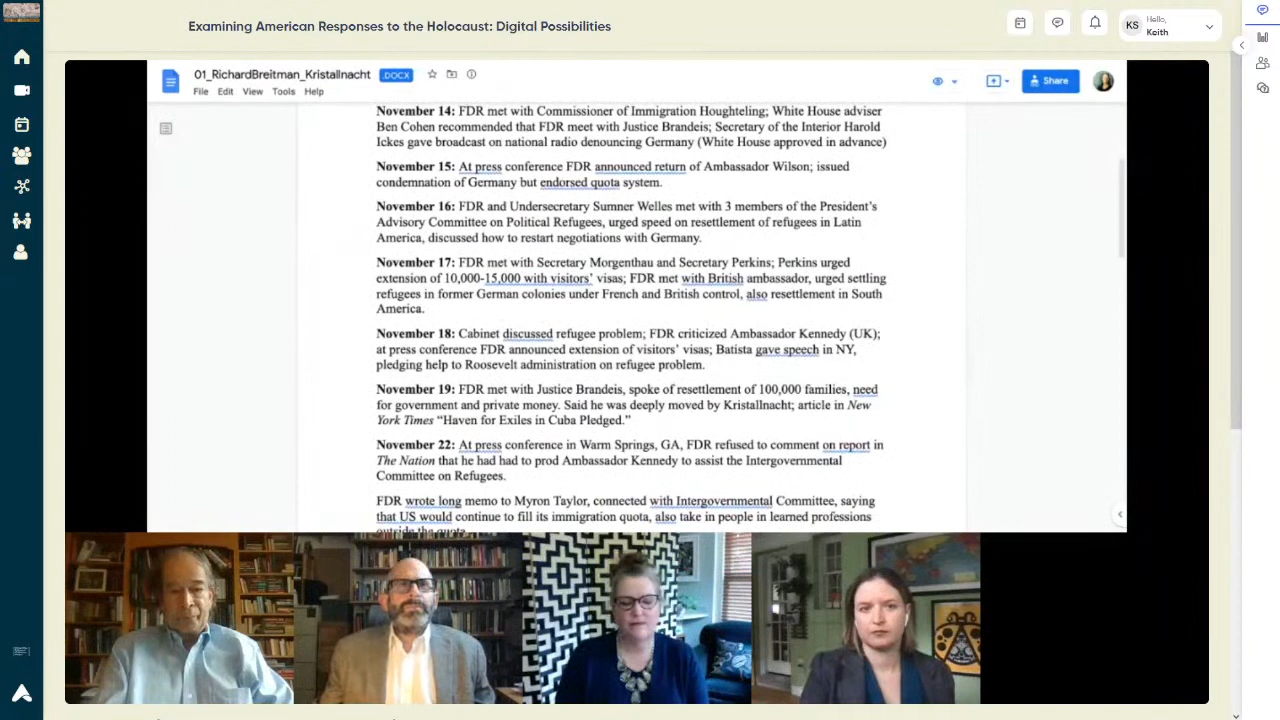 Examining American Responses to the Holocaust: Digital Possibilities
KS
Hello,
Keith
01_RichardBreitman_Kristallnacht
.DOCX
File Edit View Tools Help
Share
November 14: FDR met with Commissioner of Immigration Houghteling; White House adviser
Ben Cohen recommended that FDR meet with Justice Brandeis; Secretary of the Interior Harold
Ickes gave broadcast on national radio denouncing Germany (White House approved in advance)
November 15: At press conference FDR announced return of Ambassador Wilson; issued
condemnation of Germany but endorsed quota system.
November 16: FDR and Undersecretary Sumner Welles met with 3 members of the President's
Advisory Committee on Political Refugees, urged speed on resettlement of refugees in Latin
America, discussed how to restart negotiations with Germany.
November 17: FDR met with Secretary Morgenthau and Secretary Perkins; Perkins urged
extension of 10,000-15,000 with visitors' visas; FDR met with British ambassador, urged settling
refugees in former German colonies under French and British control, also resettlement in South
America.
November 18: Cabinet discussed refugee problem; FDR criticized Ambassador Kennedy (UK);
at press conference FDR announced extension of visitors' visas; Batista gave speech in NY,
pledging help to Roosevelt administration on refugee problem.
November 19: FDR met with Justice Brandeis, spoke of resettlement of 100,000 families, need
for government and private money. Said he was deeply moved by Kristallnacht; article in New
York Times “Haven for Exiles in Cuba Pledged.”
November 22: At press conference in Warm Springs, GA, FDR refused to comment on report in
The Nation that he had had to prod Ambassador Kennedy to assist the Intergovernmental
Committee on Refugees.
FDR wrote long memo to Myron Taylor, connected with Intergovernmental Committee, saying
that US would continue to fill its immigration quota, also take in people in learned professions
outside the quota